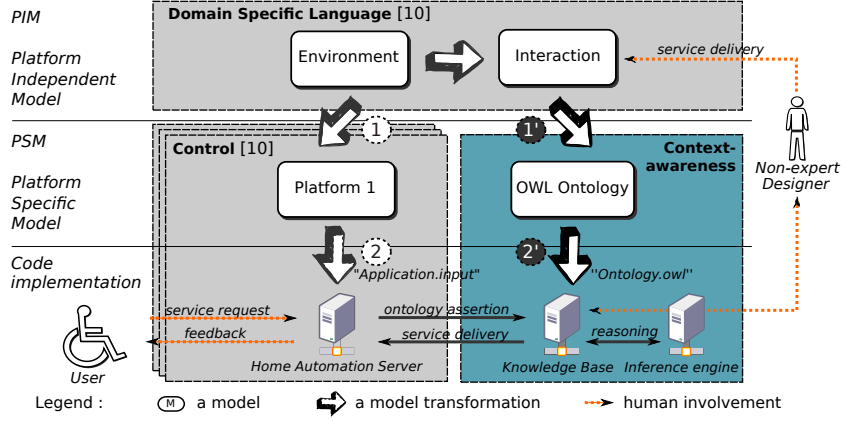 PIM
Domain Specific Language [10]
Environment
Interaction
service delivery
Platform
Independent
Model
1
1'
PSM
Control [10]
Context-
awareness
Non-expert
Designer
Platform
Specific
Model
Platform 1
OWL Ontology
2
2'
Code
implementation
"Application.input"
''Ontology.owl''
service request
ontology assertion
feedback
service delivery
reasoning
User
Home Automation Server
Knowledge Base
Inference engine
Legend :
M
a model
a model transformation
human involvement